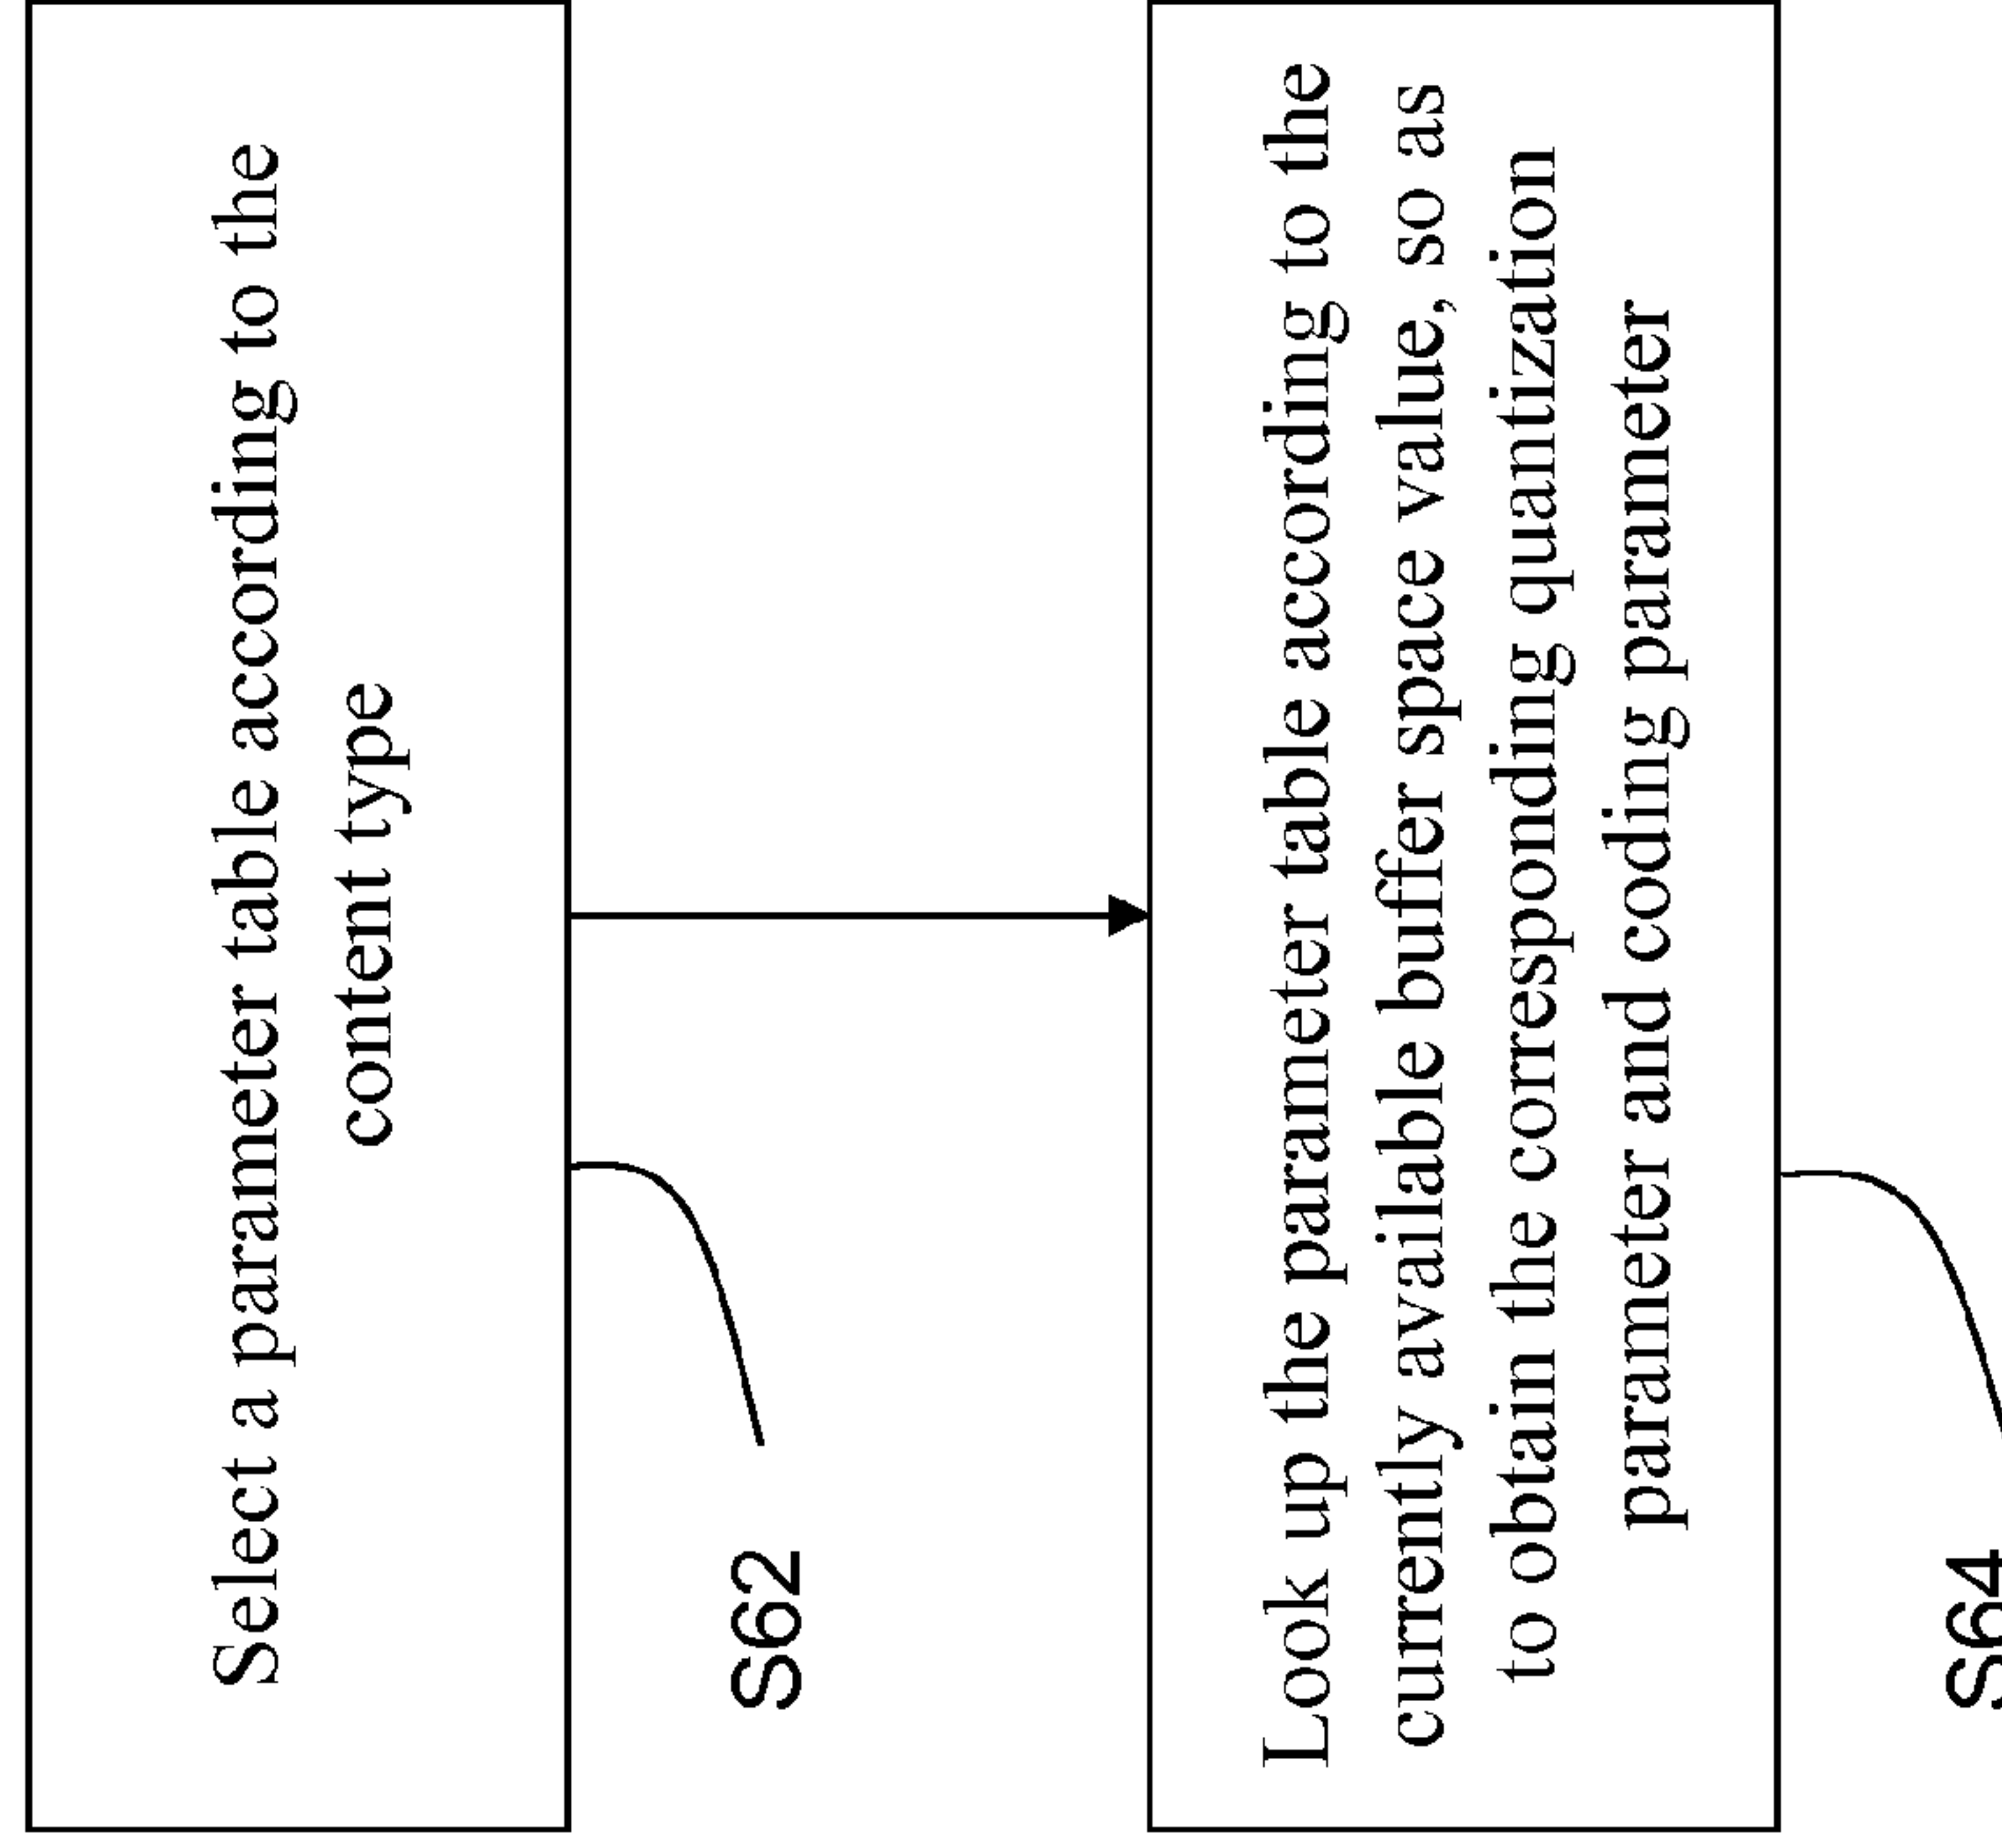 Select a parameter table according to the
content type
S62
Look up the parameter table according to the
currently available buffer space value, so as
to obtain the corresponding quantization
parameter and coding parameter
S64